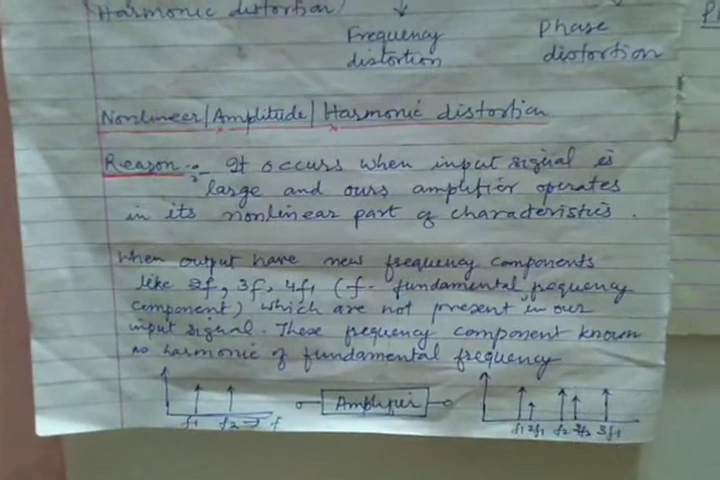 Harmonic distortion)
Frequency
distortion
Phase
distortion
Nonlinear/Amplitude/Harmonic distortion
Reason :- It occurs when input signal is
large and ours amplifier operates
in its nonlinear part of characteristics.
When output have new frequency components
like 2f, 3f, 4f1 (f - fundamental frequency
component) which are not present in our
input signal. These frequency component known
as harmonic of fundamental frequency
f1 f2 → f
Amplifier
f1 2f1 f2 2f2 3f1